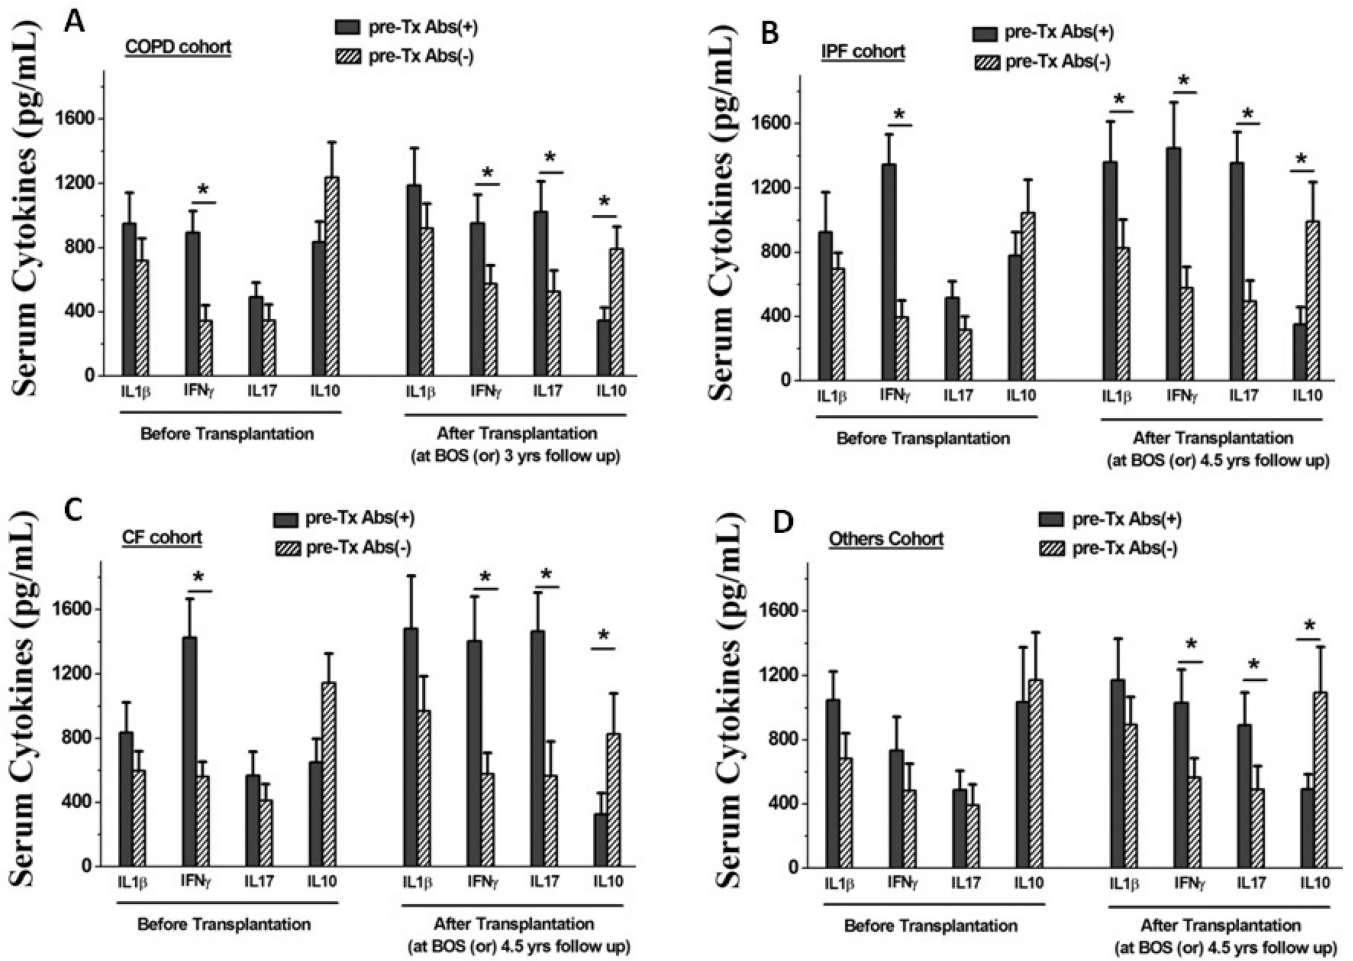 A
COPD cohort
pre-Tx Abs(+)
pre-Tx Abs(-)
Serum Cytokines (pg/mL)
1600
1200
800
400
0
*
*
*
*
IL1β IFNγ IL17 IL10 IL1β IFNγ IL17 IL10
Before Transplantation
After Transplantation
(at BOS (or) 3 yrs follow up)
B
IPF cohort
pre-Tx Abs(+)
pre-Tx Abs(-)
Serum Cytokines (pg/mL)
1600
1200
800
400
0
*
*
*
*
*
IL1β IFNγ IL17 IL10 IL1β IFNγ IL17 IL10
Before Transplantation
After Transplantation
(at BOS (or) 4.5 yrs follow up)
C
CF cohort
pre-Tx Abs(+)
pre-Tx Abs(-)
Serum Cytokines (pg/mL)
1600
1200
800
400
0
*
*
*
*
IL1β IFNγ IL17 IL10 IL1β IFNγ IL17 IL10
Before Transplantation
After Transplantation
(at BOS (or) 4.5 yrs follow up)
D
Others Cohort
pre-Tx Abs(+)
pre-Tx Abs(-)
Serum Cytokines (pg/mL)
1600
1200
800
400
0
*
*
*
IL1β IFNγ IL17 IL10 IL1β IFNγ IL17 IL10
Before Transplantation
After Transplantation
(at BOS (or) 4.5 yrs follow up)